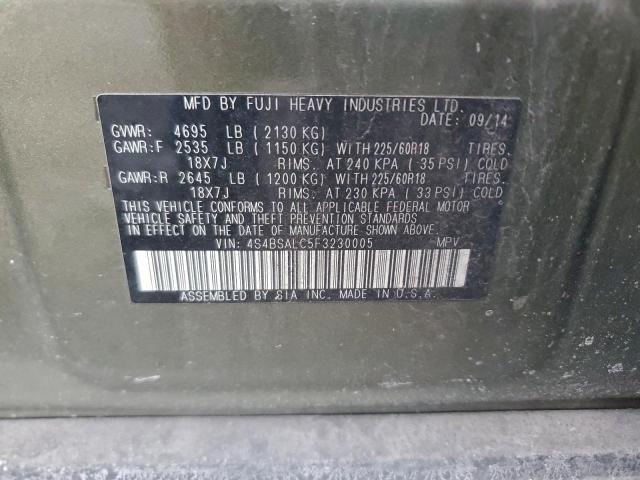 MFD BY FUJI HEAVY INDUSTRIES LTD.
DATE: 09/14
GVWR: 4695 LB (2130 KG)
GAWR:F 2535 LB (1150 KG) WITH 225/60R18 TIRES.
18X7J RIMS. AT 240 KPA (35 PSI) COLD
GAWR:R 2645 LB (1200 KG) WITH 225/60R18 TIRES.
18X7J RIMS. AT 230 KPA (33 PSI) COLD
THIS VEHICLE CONFORMS TO ALL APPLICABLE FEDERAL MOTOR
VEHICLE SAFETY AND THEFT PREVENTION STANDARDS
IN EFFECT ON THE DATE OF MANUFACTURE SHOWN ABOVE.
VIN: 4S4BSALC5F3230005 MPV
ASSEMBLED BY SIA INC. MADE IN U.S.A.